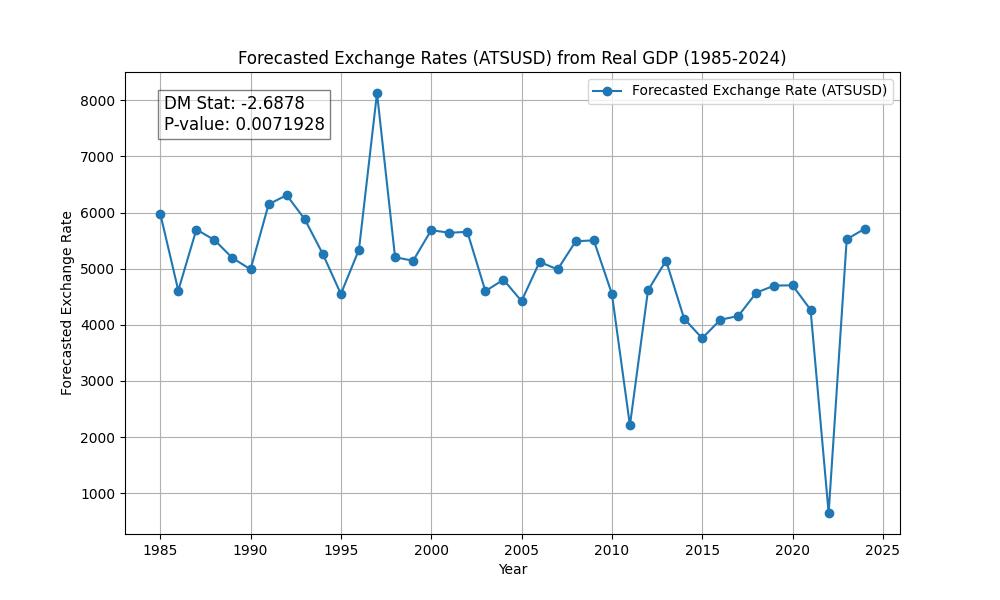 Forecasted Exchange Rates (ATSUSD) from Real GDP (1985-2024)
DM Stat: -2.6878
P-value: 0.0071928
Forecasted Exchange Rate (ATSUSD)
Forecasted Exchange Rate
8000
7000
6000
5000
4000
3000
2000
1000
1985 1990 1995 2000 2005 2010 2015 2020 2025
Year